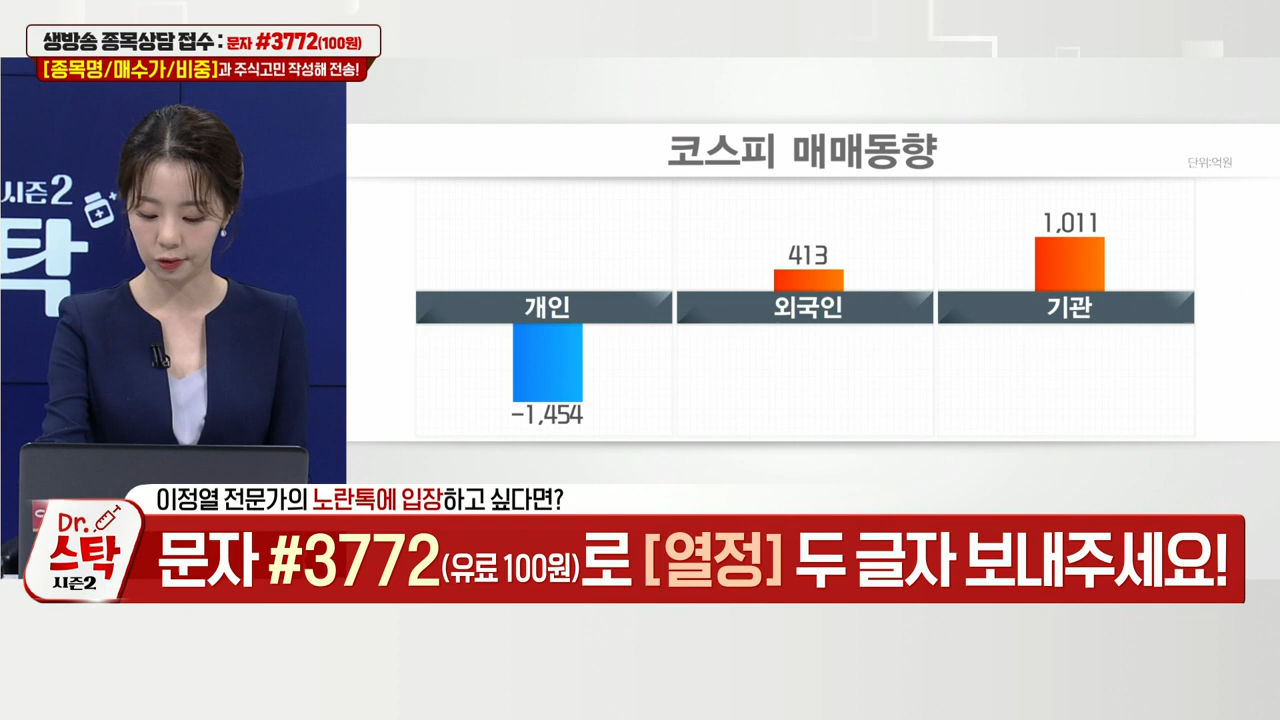 생방송 종목상담 접수 : 문자 #3772(100원)
[종목명/매수가/비중]과 주식고민 작성해 전송!
시즌2
탁
코스피 매매동향
단위:억원
1,011
413
개인
외국인
기관
-1,454
이정열 전문가의 노란톡에 입장하고 싶다면?
Dr.
스탁
시즌2
문자 #3772(유료 100원)로 [열정] 두 글자 보내주세요!